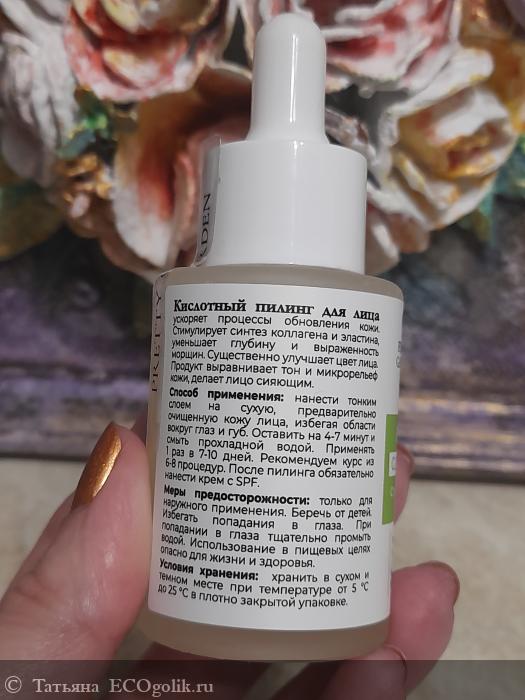 PRETTY
RDEN
Кислотный пилинг для лица
ускоряет процессы обновления кожи.
Стимулирует синтез коллагена и эластина,
уменьшает глубину и выраженность
морщин. Существенно улучшает цвет лица.
Продукт выравнивает тон и микрорельеф
кожи, делает лицо сияющим.
Способ применения: нанести тонким
слоем на сухую, предварительно
очищенную кожу лица, избегая области
вокруг глаз и губ. Оставить на 4-7 минут и
смыть прохладной водой. Применять
1 раз в 7-10 дней. Рекомендуем курс из
6-8 процедур. После пилинга обязательно
нанести крем с SPF.
Меры предосторожности: только для
наружного применения. Беречь от детей.
Избегать попадания в глаза. При
попадании в глаза тщательно промыть
водой. Использование в пищевых целях
опасно для жизни и здоровья.
Условия хранения: хранить в сухом и
темном месте при температуре от 5 °C
до 25 °C в плотно закрытой упаковке.
© Татьяна ECOgolik.ru